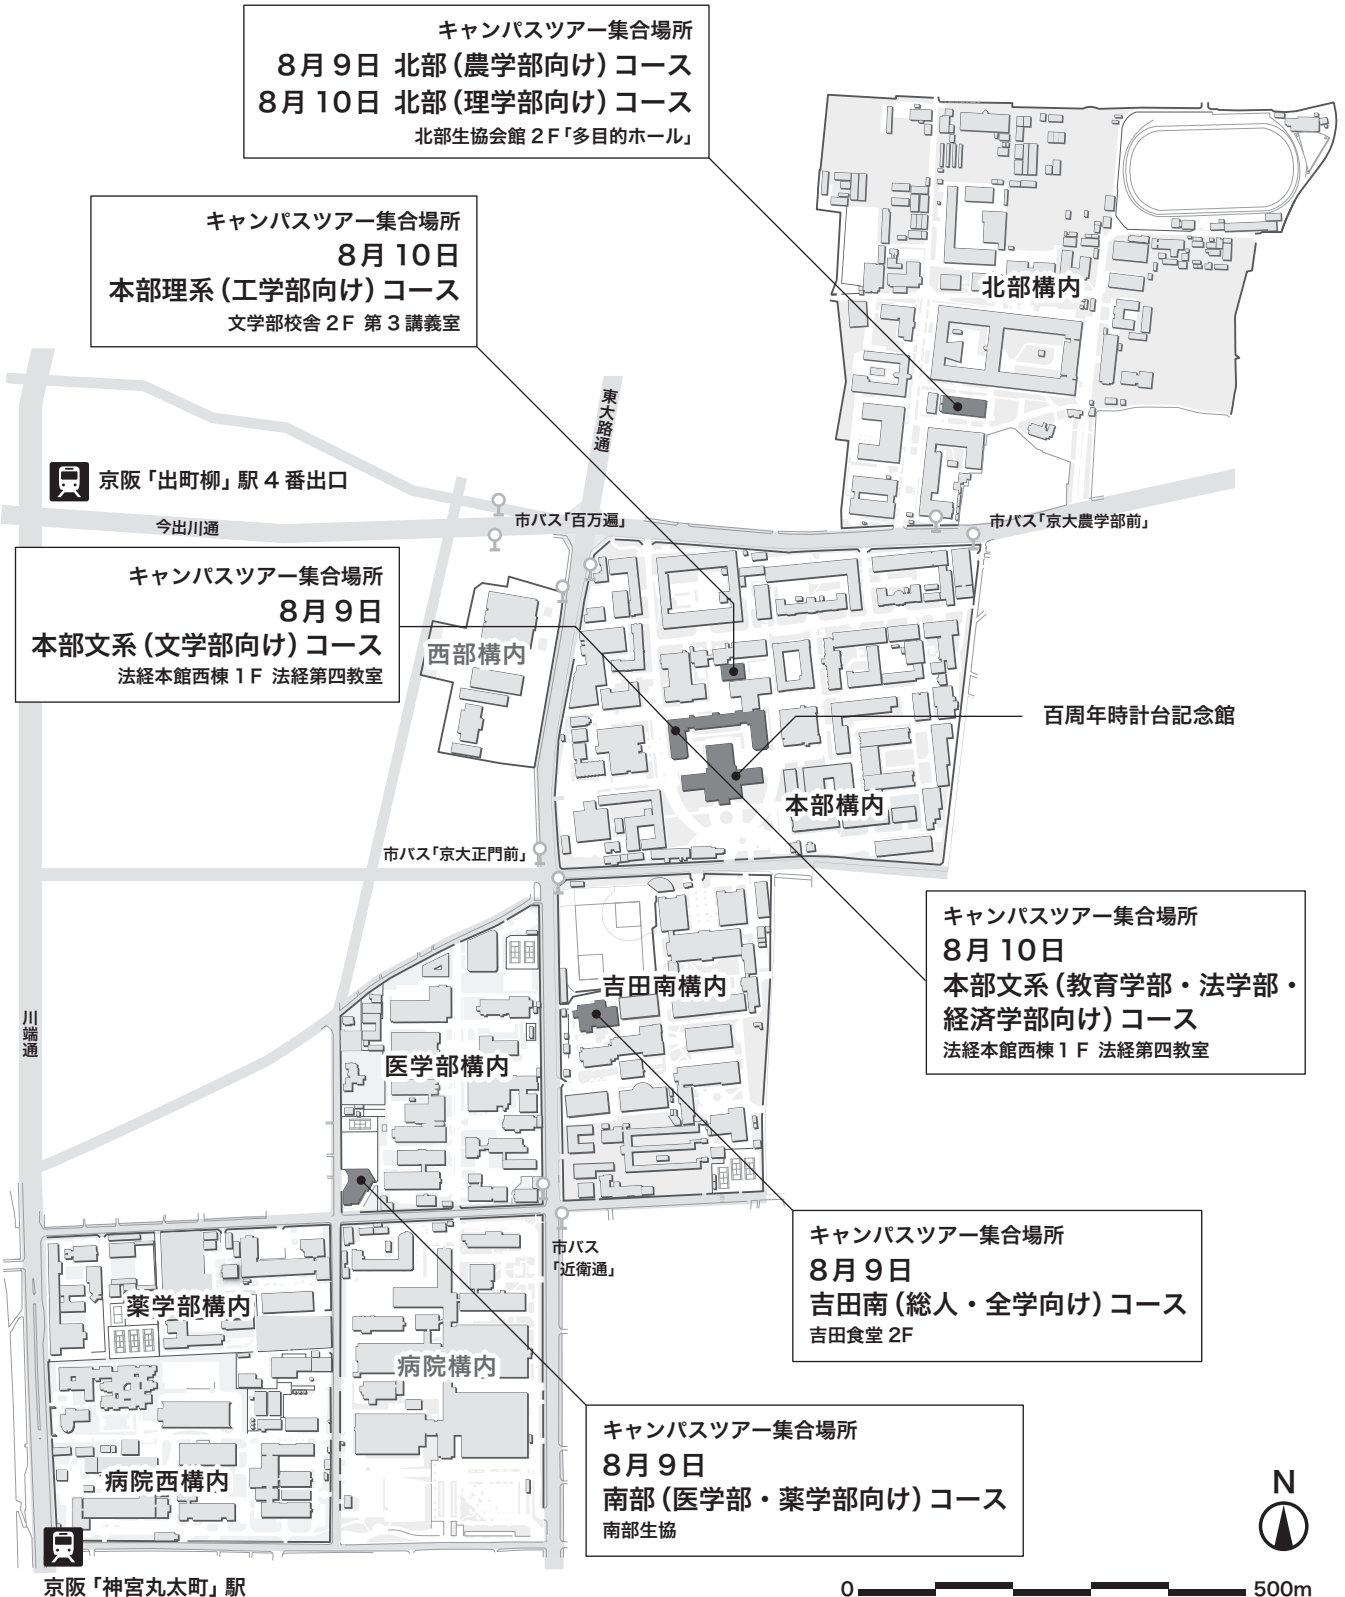 キャンパスツアー集合場所
8月9日 北部(農学部向け)コース
8月10日 北部(理学部向け)コース
北部生協会館2F「多目的ホール」
キャンパスツアー集合場所
8月10日
本部理系(工学部向け)コース
文学部校舎2F 第3講義室
北部構内
東大路通
京阪「出町柳」駅4番出口
今出川通
市バス「百万遍」
市バス「京大農学部前」
キャンパスツアー集合場所
8月9日
本部文系(文学部向け)コース
法経本館西棟1F 法経第四教室
西部構内
百周年時計台記念館
本部構内
市バス「京大正門前」
キャンパスツアー集合場所
8月10日
本部文系(教育学部・法学部・
経済学部向け)コース
法経本館西棟1F 法経第四教室
吉田南構内
川端通
医学部構内
キャンパスツアー集合場所
8月9日
吉田南(総人・全学向け)コース
吉田食堂2F
市バス
「近衛通」
薬学部構内
病院構内
キャンパスツアー集合場所
8月9日
南部(医学部・薬学部向け)コース
南部生協
病院西構内
N
京阪「神宮丸太町」駅
0 500m